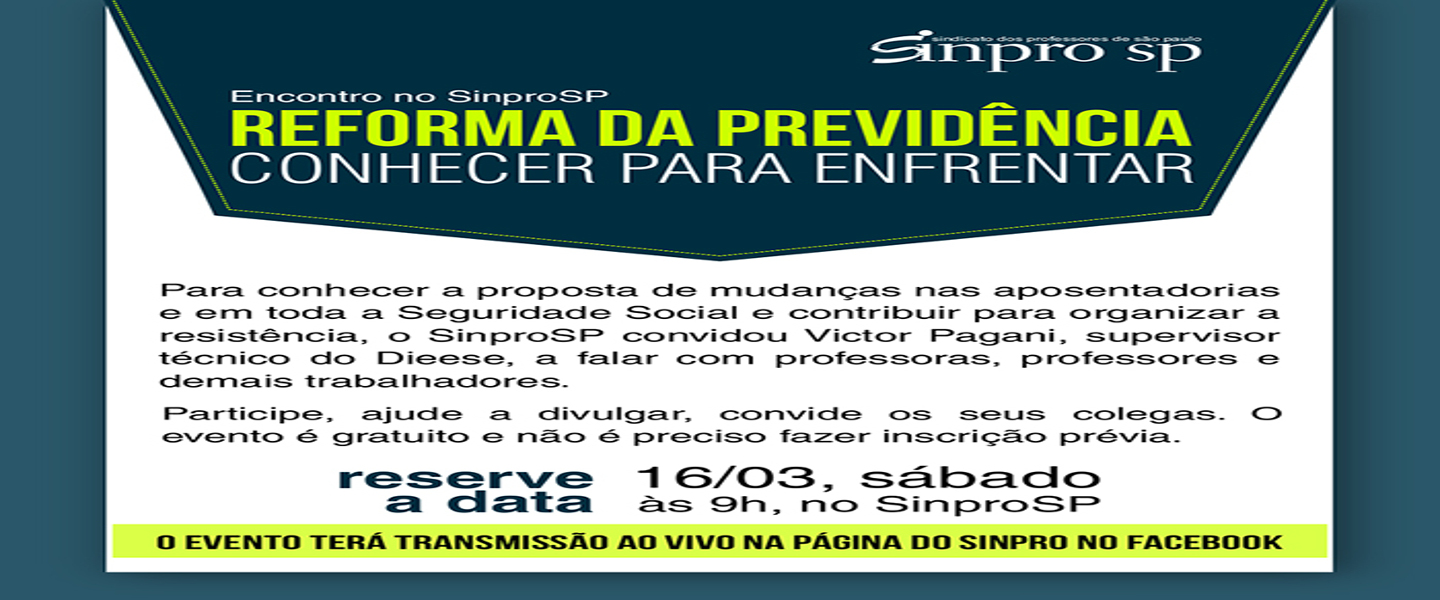 sindicato dos professores de são paulo
sinpro sp
Encontro no SinproSP
REFORMA DA PREVIDÊNCIA
CONHECER PARA ENFRENTAR
Para conhecer a proposta de mudanças nas aposentadorias
e em toda a Seguridade Social e contribuir para organizar a
resistência, o SinproSP convidou Victor Pagani, supervisor
técnico do Dieese, a falar com professoras, professores e
demais trabalhadores.
Participe, ajude a divulgar, convide os seus colegas. O
evento é gratuito e não é preciso fazer inscrição prévia.
reserve
a data
16/03, sábado
às 9h, no SinproSP
O EVENTO TERÁ TRANSMISSÃO AO VIVO NA PÁGINA DO SINPRO NO FACEBOOK